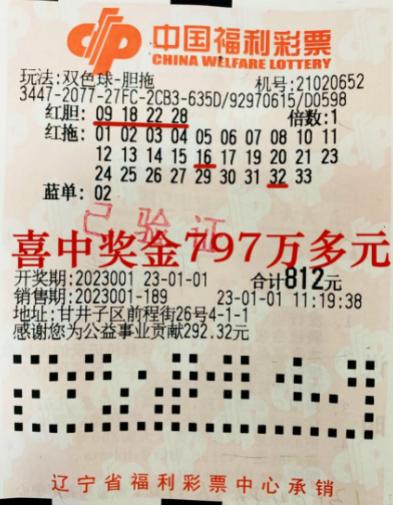 中国福利彩票
CHINA WELFARE LOTTERY
玩法:双色球-胆拖 机号:21020652
3447-2077-27FC-2CB3-635D/92970615/D0598
红胆: 09 18 22 28 倍数:1
红拖: 01 02 03 04 05 06 07 08 10 11
12 13 14 15 16 17 19 20 21 23
24 25 26 27 29 30 31 32 33
蓝单: 02
已验证
喜中奖金797万多元
开奖期:2023001 23-01-01 合计812元
销售期:2023001-189 23-01-01 11:19:38
地址:甘井子区前程街26号4-1-1
感谢您为公益事业贡献292.32元
辽宁省福利彩票中心承销